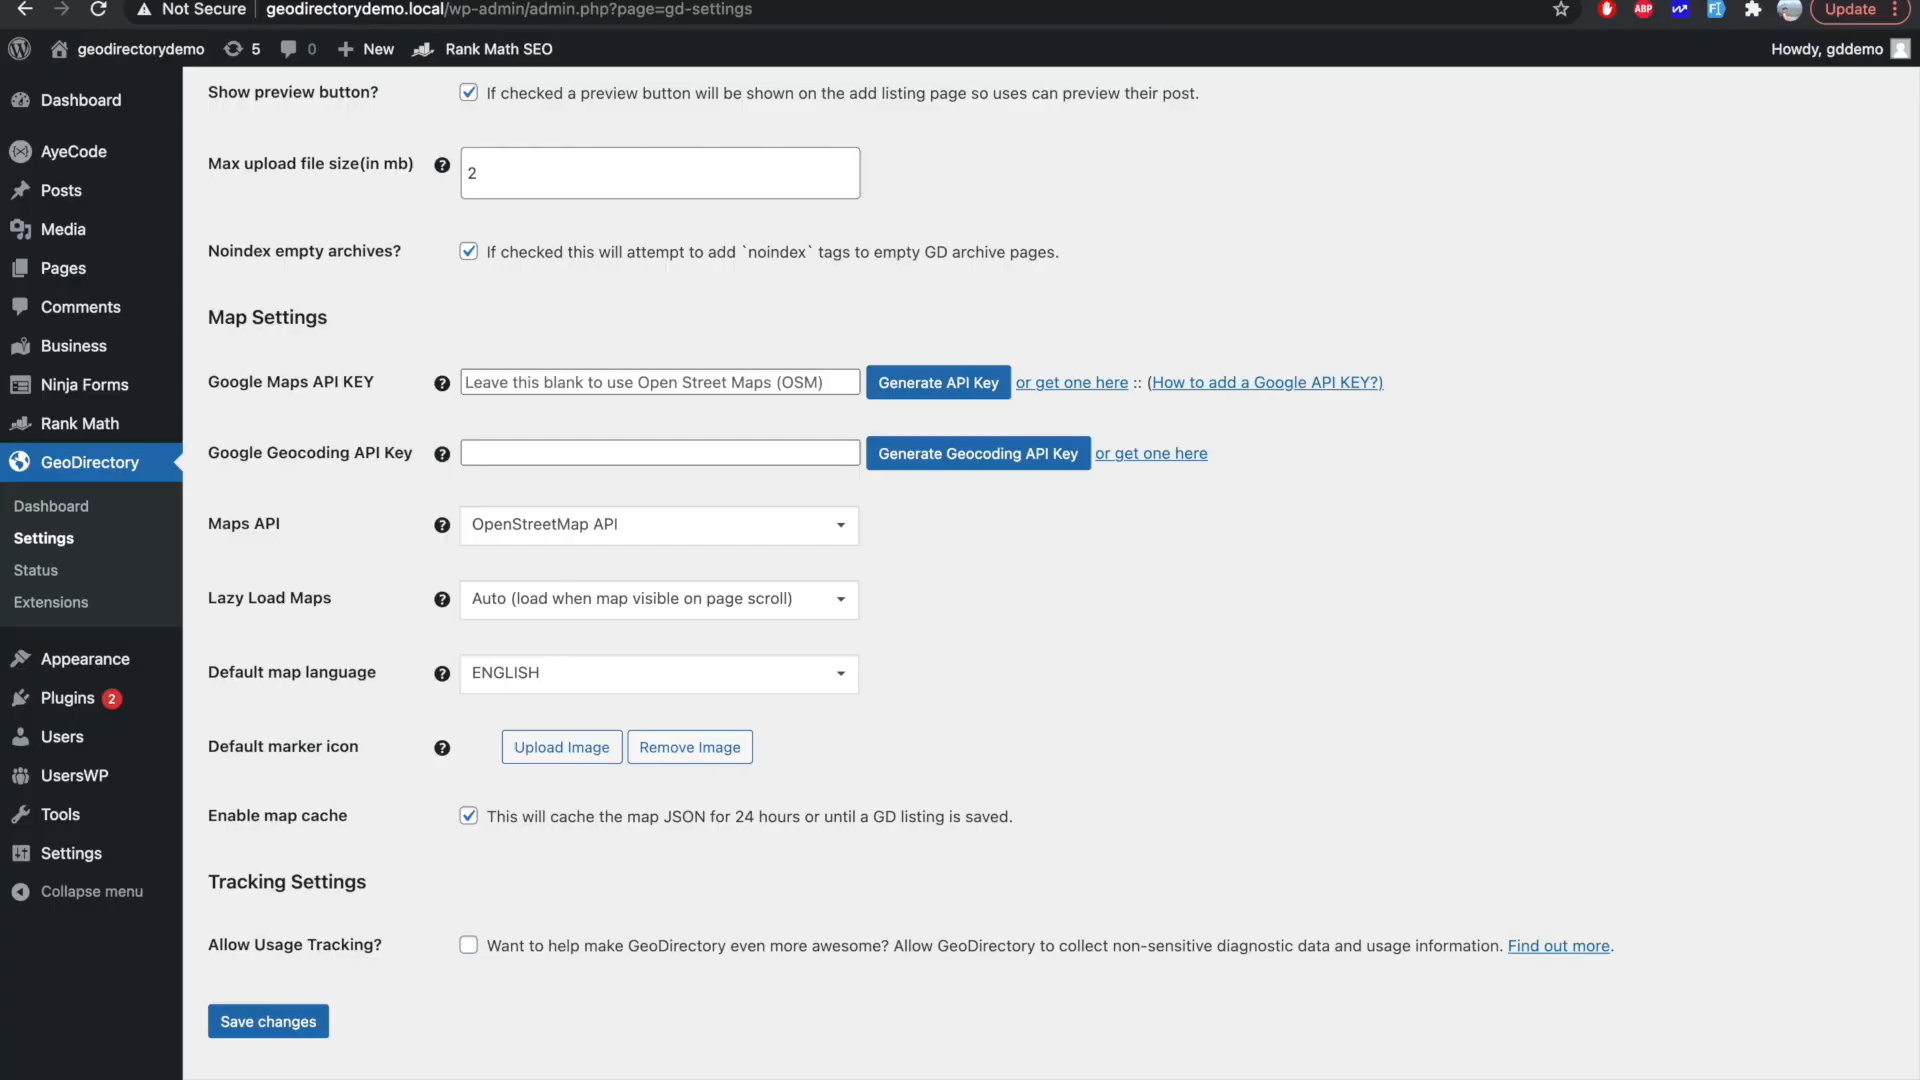 Not Secure
geodirectorydemo.local/wp-admin/admin.php?page=gd-settings
ABP
Update
geodirectorydemo
5
0
New
Rank Math SEO
Howdy, gddemo
Dashboard
AyeCode
Posts
Media
Pages
Comments
Business
Ninja Forms
Rank Math
GeoDirectory
Dashboard
Settings
Status
Extensions
Appearance
Plugins 2
Users
UsersWP
Tools
Settings
Collapse menu
Show preview button?
If checked a preview button will be shown on the add listing page so uses can preview their post.
Max upload file size(in mb)
2
Noindex empty archives?
If checked this will attempt to add `noindex` tags to empty GD archive pages.
Map Settings
Google Maps API KEY
Leave this blank to use Open Street Maps (OSM)
Generate API Key
or get one here :: (How to add a Google API KEY?)
Google Geocoding API Key
Generate Geocoding API Key
or get one here
Maps API
OpenStreetMap API
Lazy Load Maps
Auto (load when map visible on page scroll)
Default map language
ENGLISH
Default marker icon
Upload Image
Remove Image
Enable map cache
This will cache the map JSON for 24 hours or until a GD listing is saved.
Tracking Settings
Allow Usage Tracking?
Want to help make GeoDirectory even more awesome? Allow GeoDirectory to collect non-sensitive diagnostic data and usage information. Find out more.
Save changes